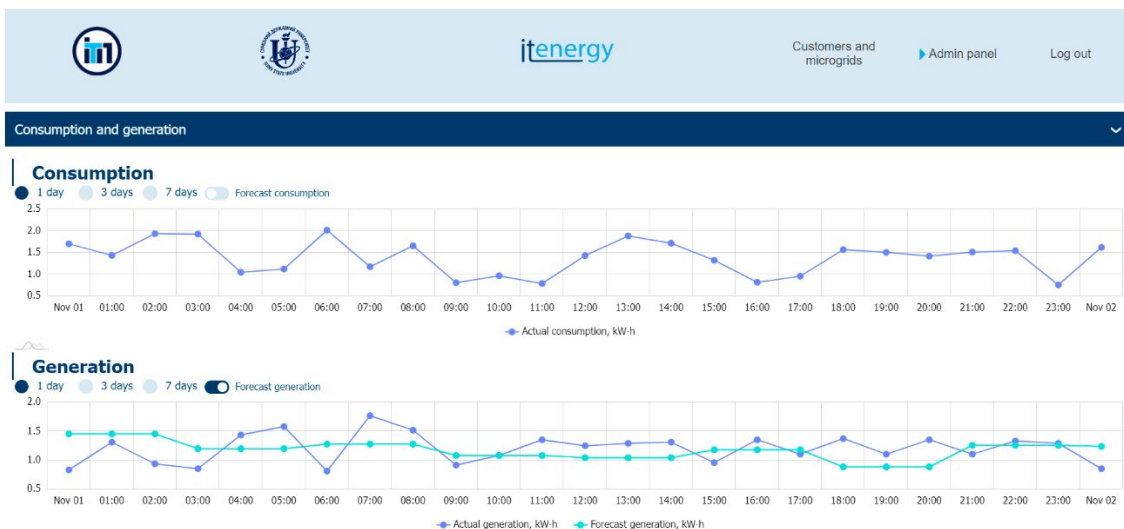 itm
СУМСЬКИЙ ДЕРЖАВНИЙ УНІВЕРСИТЕТ
SUMY STATE UNIVERSITY
itenergy
Customers and
microgrids
Admin panel
Log out
Consumption and generation
Consumption
1 day 3 days 7 days Forecast consumption
2.5
2.0
1.5
1.0
0.5
Nov 01 01:00 02:00 03:00 04:00 05:00 06:00 07:00 08:00 09:00 10:00 11:00 12:00 13:00 14:00 15:00 16:00 17:00 18:00 19:00 20:00 21:00 22:00 23:00 Nov 02
Actual consumption, kW·h
Generation
1 day 3 days 7 days Forecast generation
2.0
1.5
1.0
0.5
Nov 01 01:00 02:00 03:00 04:00 05:00 06:00 07:00 08:00 09:00 10:00 11:00 12:00 13:00 14:00 15:00 16:00 17:00 18:00 19:00 20:00 21:00 22:00 23:00 Nov 02
Actual generation, kW·h Forecast generation, kW·h